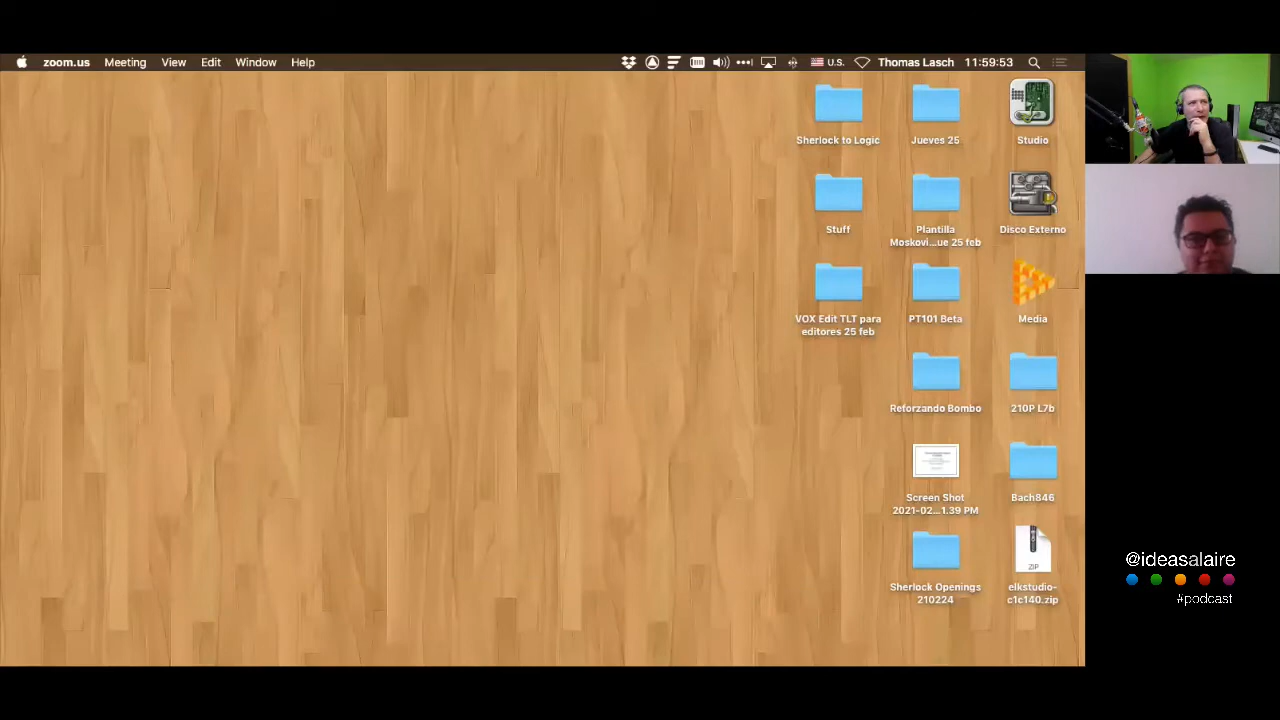 zoom.us Meeting View Edit Window Help U.S. Thomas Lasch 11:59:53
Sherlock to Logic
Jueves 25
Studio
Stuff
Plantilla
Moskovi...ue 25 feb
Disco Externo
VOX Edit TLT para
editores 25 feb
PT101 Beta
Media
Reforzando Bombo
210P L7b
Screen Shot
2021-02...1.39 PM
Bach846
Sherlock Openings
210224
ZIP
elkstudio-
c1c140.zip
@ideasalaire
#podcast